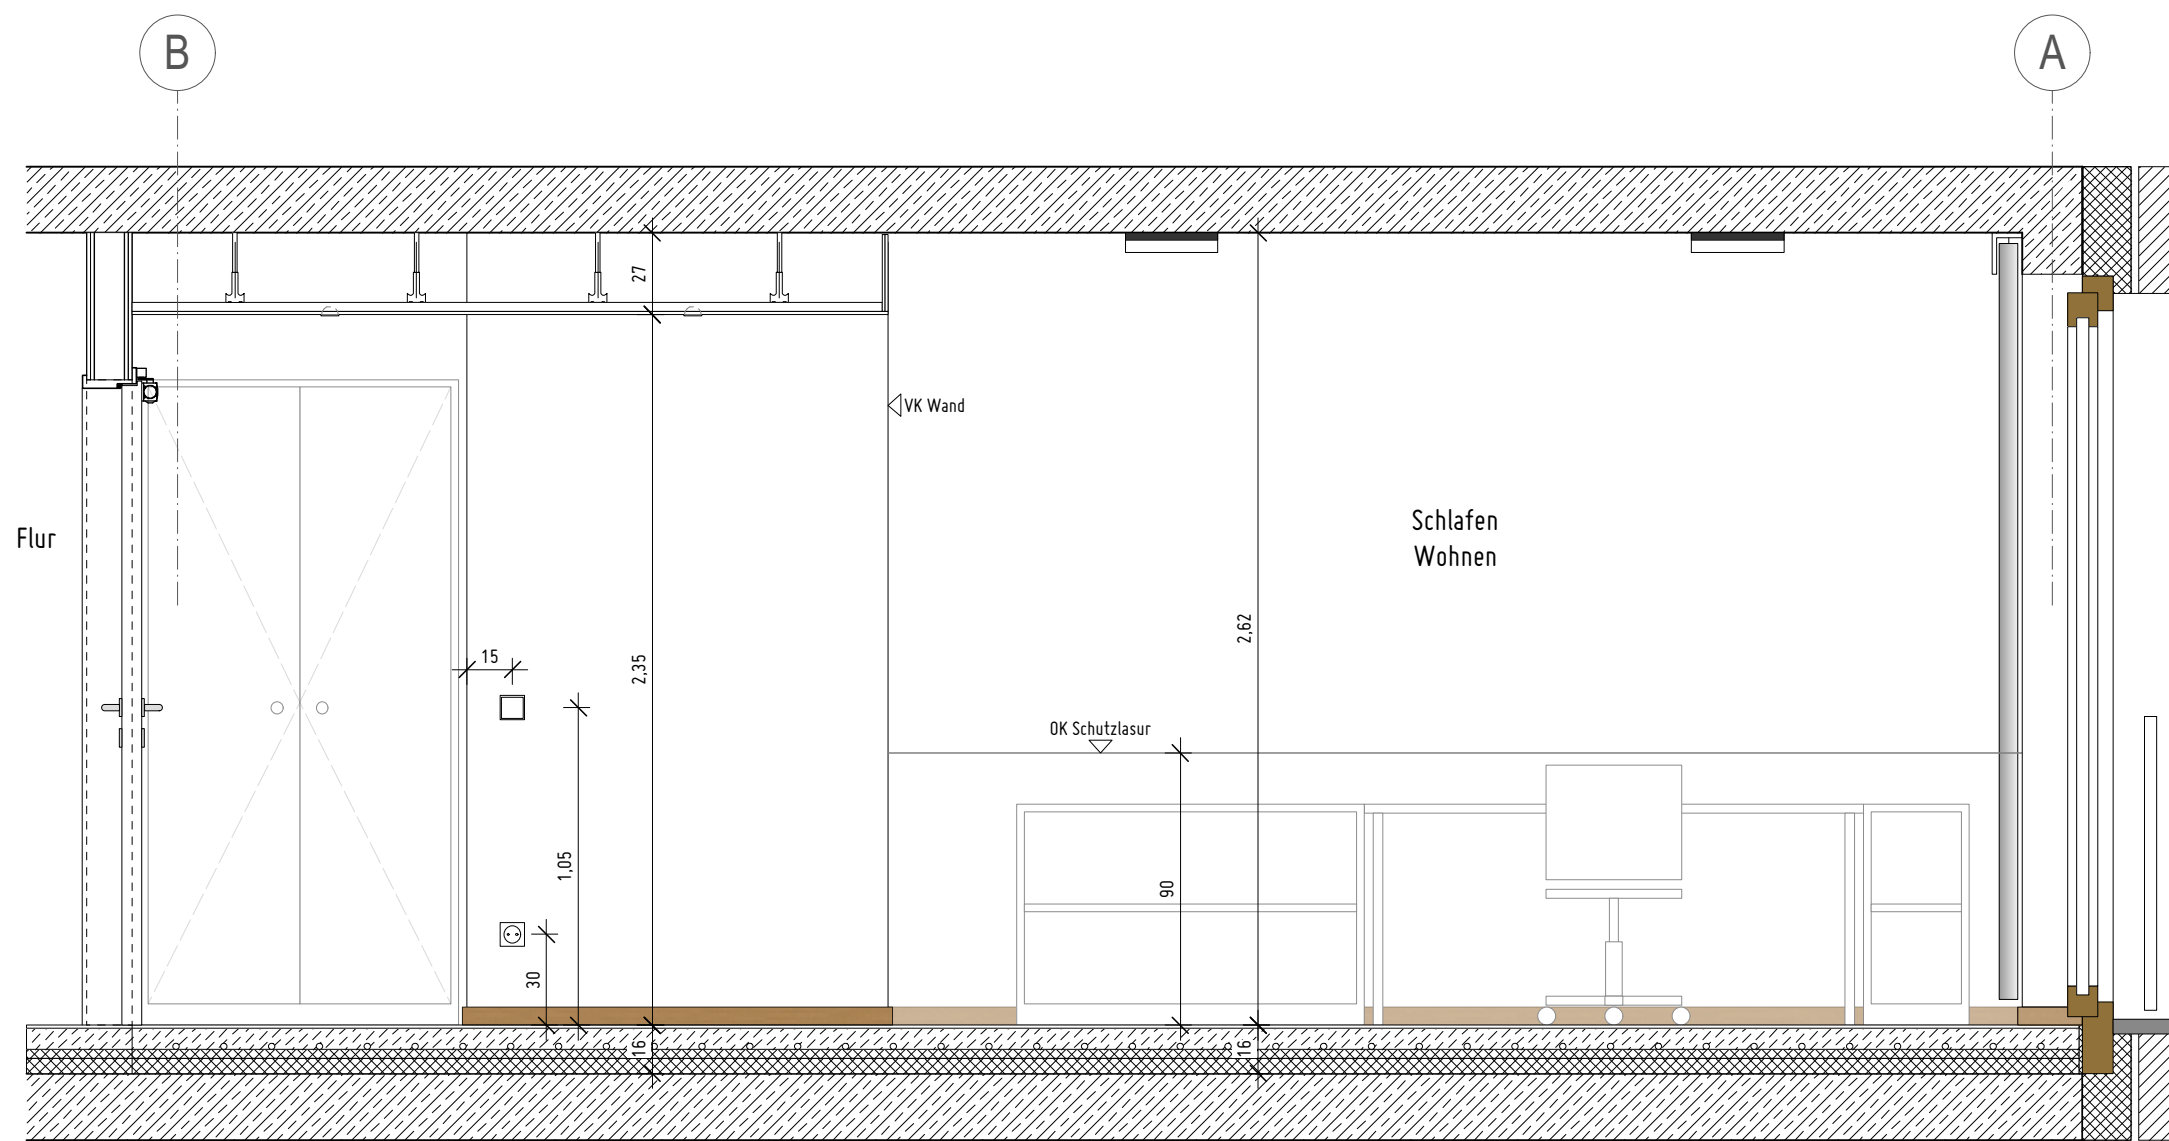 B
A
27
VK Wand
Schlafen
Wohnen
Flur
2,62
15
2,35
OK Schutzlasur
1,05
90
30
16
16